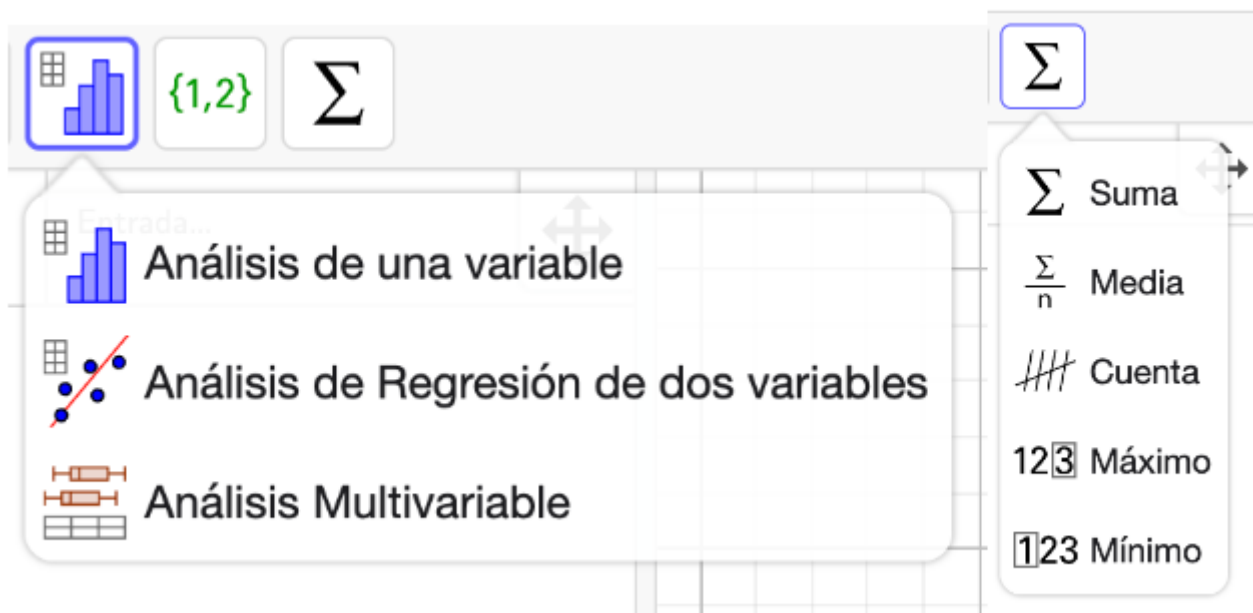 {1,2} Σ
Entrada...
Análisis de una variable
Análisis de Regresión de dos variables
Análisis Multivariable
Σ
Σ Suma
Σ/n Media
Cuenta
123 Máximo
123 Mínimo